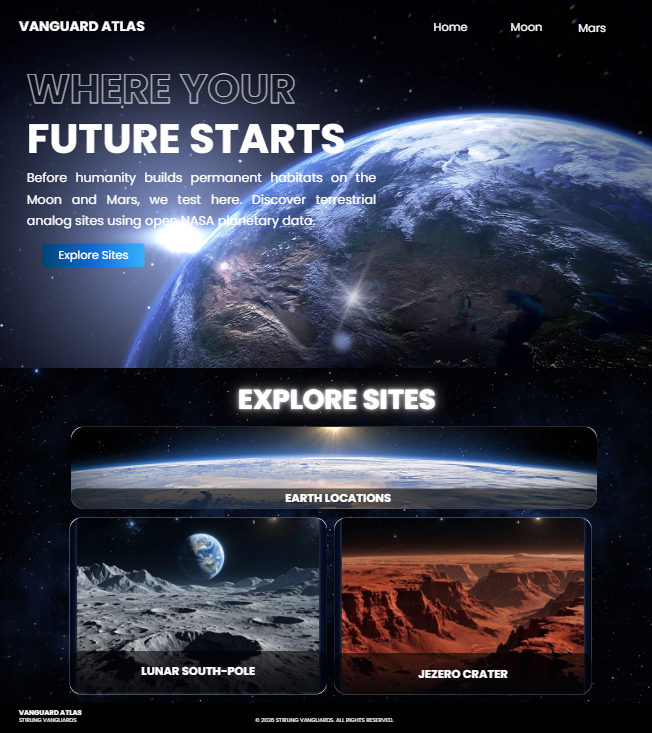 VANGUARD ATLAS
Home Moon Mars
WHERE YOUR
FUTURE STARTS
Before humanity builds permanent habitats on the
Moon and Mars, we test here. Discover terrestrial
analog sites using open NASA planetary data.
Explore Sites
EXPLORE SITES
EARTH LOCATIONS
LUNAR SOUTH-POLE
JEZERO CRATER
VANGUARD ATLAS
STIRLING VANGUARDS
© 2026 STIRLING VANGUARDS. ALL RIGHTS RESERVED.